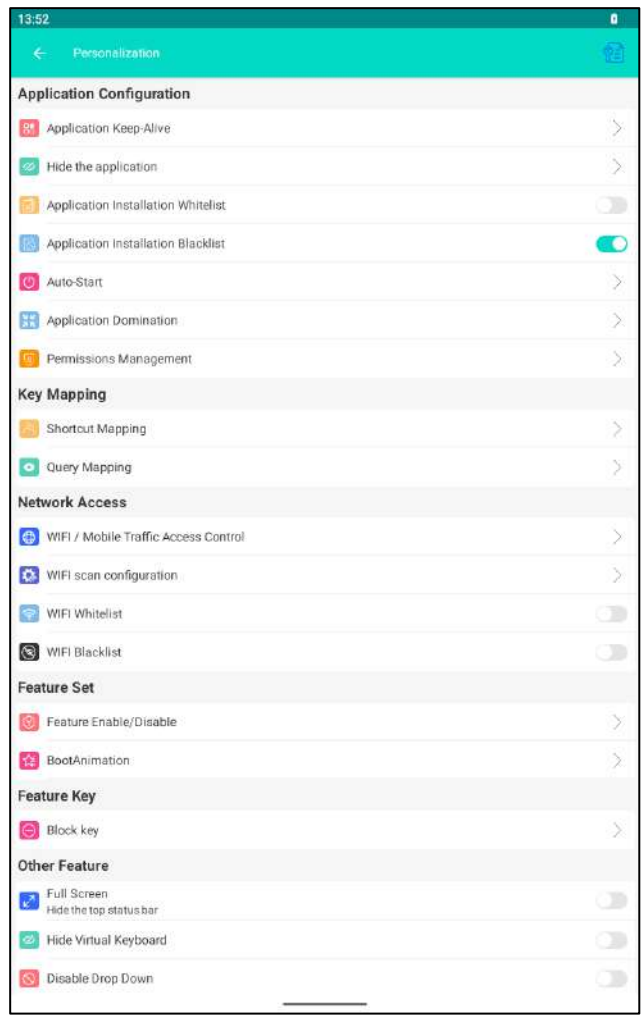 13:52
Personalization
Application Configuration
Application Keep-Alive
Hide the application
Application Installation Whitelist
Application Installation Blacklist
Auto-Start
Application Domination
Permissions Management
Key Mapping
Shortcut Mapping
Query Mapping
Network Access
WIFI / Mobile Traffic Access Control
WIFI scan configuration
WIFI Whitelist
WIFI Blacklist
Feature Set
Feature Enable/Disable
BootAnimation
Feature Key
Block key
Other Feature
Full Screen
Hide the top status bar
Hide Virtual Keyboard
Disable Drop Down